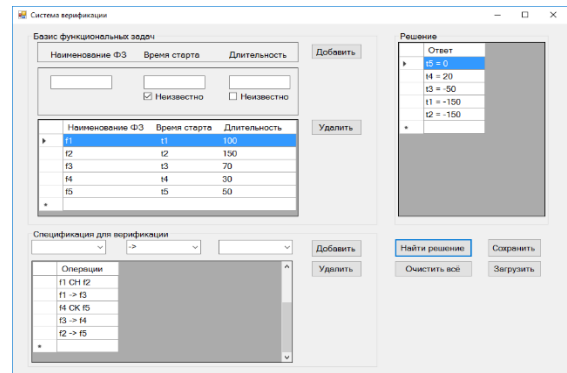 Система верификации
Базис функциональных задач
Наименование ФЗ Время старта Длительность
Добавить
Неизвестно Неизвестно
Наименование ФЗ Время старта Длительность
Удалить
f1 t1 100
f2 t2 150
f3 t3 70
f4 t4 30
f5 t5 50
Решение
Ответ
t5 = 0
t4 = 20
t3 = -50
t1 = -150
t2 = -150
Спецификация для верификации
->
Добавить
Удалить
Операции
f1 СН f2
f1 -> f3
f4 СК f5
f3 -> f4
f2 -> f5
Найти решение Сохранить
Очистить всё Загрузить